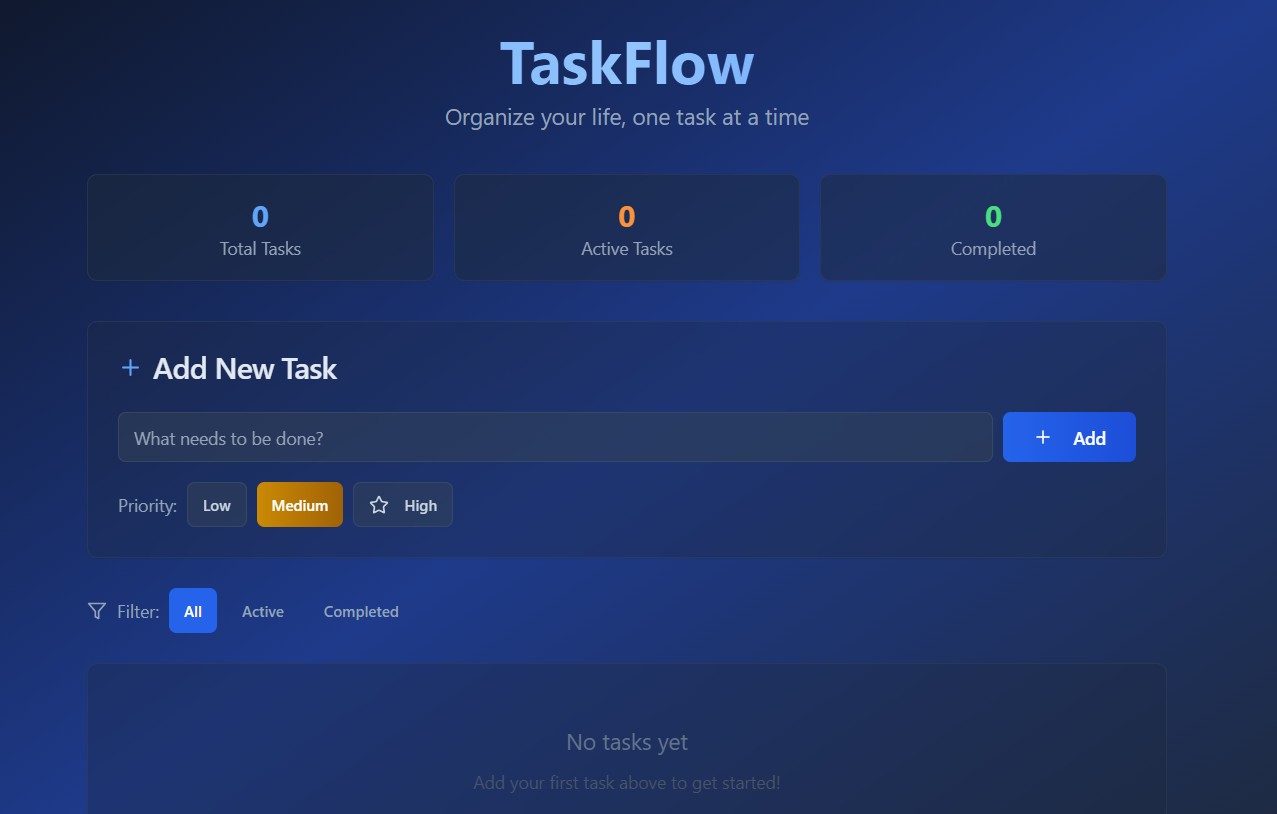 TaskFlow
Organize your life, one task at a time
0
Total Tasks
0
Active Tasks
0
Completed
Add New Task
What needs to be done?
Add
Priority: Low Medium High
Filter: All Active Completed
No tasks yet
Add your first task above to get started!